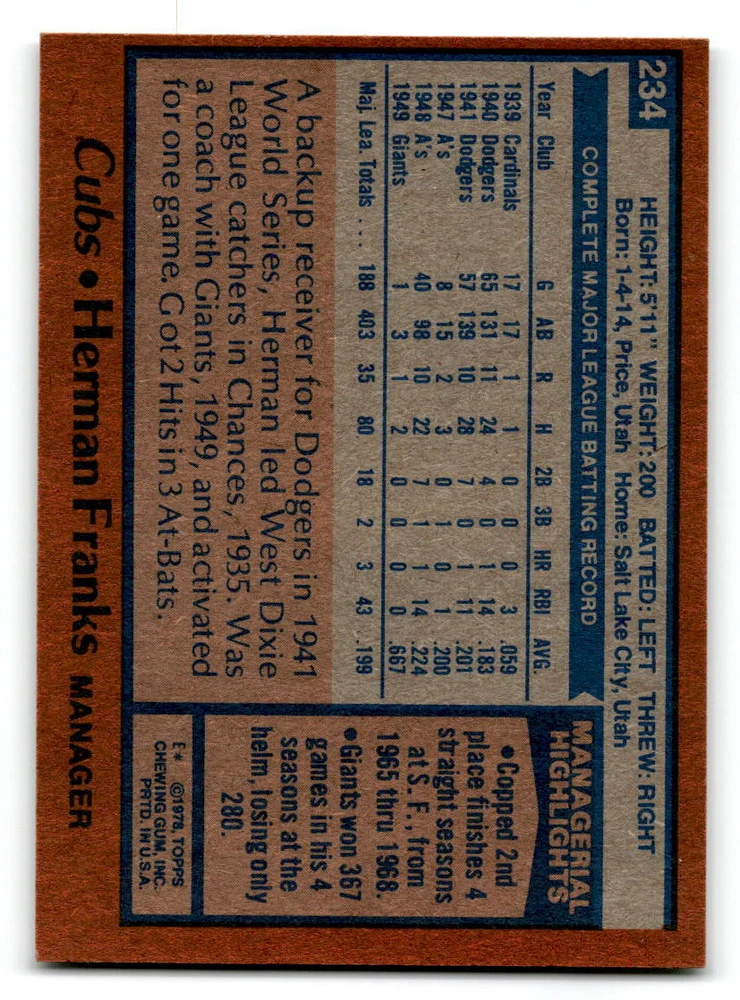 234
HEIGHT: 5'11" WEIGHT: 200 BATTED: LEFT THREW: RIGHT
Born: 1-4-14, Price, Utah Home: Salt Lake City, Utah
COMPLETE MAJOR LEAGUE BATTING RECORD
Year Club G AB R H 2B 3B HR RBI AVG.
1939 Cardinals 17 17 1 1 0 0 0 3 .059
1940 Dodgers 65 131 11 24 4 0 1 14 .183
1941 Dodgers 57 139 10 28 7 0 1 11 .201
1947 A's 8 15 2 3 0 1 0 1 .200
1948 A's 40 98 10 22 7 1 1 14 .224
1949 Giants 1 3 1 2 0 0 0 0 .667
Maj. Lea. Totals . . . 188 403 35 80 18 2 3 43 .199
A backup receiver for Dodgers in 1941
World Series, Herman led West Dixie
League catchers in Chances, 1935. Was
a coach with Giants, 1949, and activated
for one game. Got 2 Hits in 3 At-Bats.
MANAGERIAL
HIGHLIGHTS
•Copped 2nd
place finishes 4
straight seasons
at S. F., from
1965 thru 1968.
•Giants won 367
games in his 4
seasons at the
helm, losing only
280.
E* ©1978, TOPPS
CHEWING GUM, INC.
PRTD. IN U.S.A.
Cubs • Herman Franks MANAGER